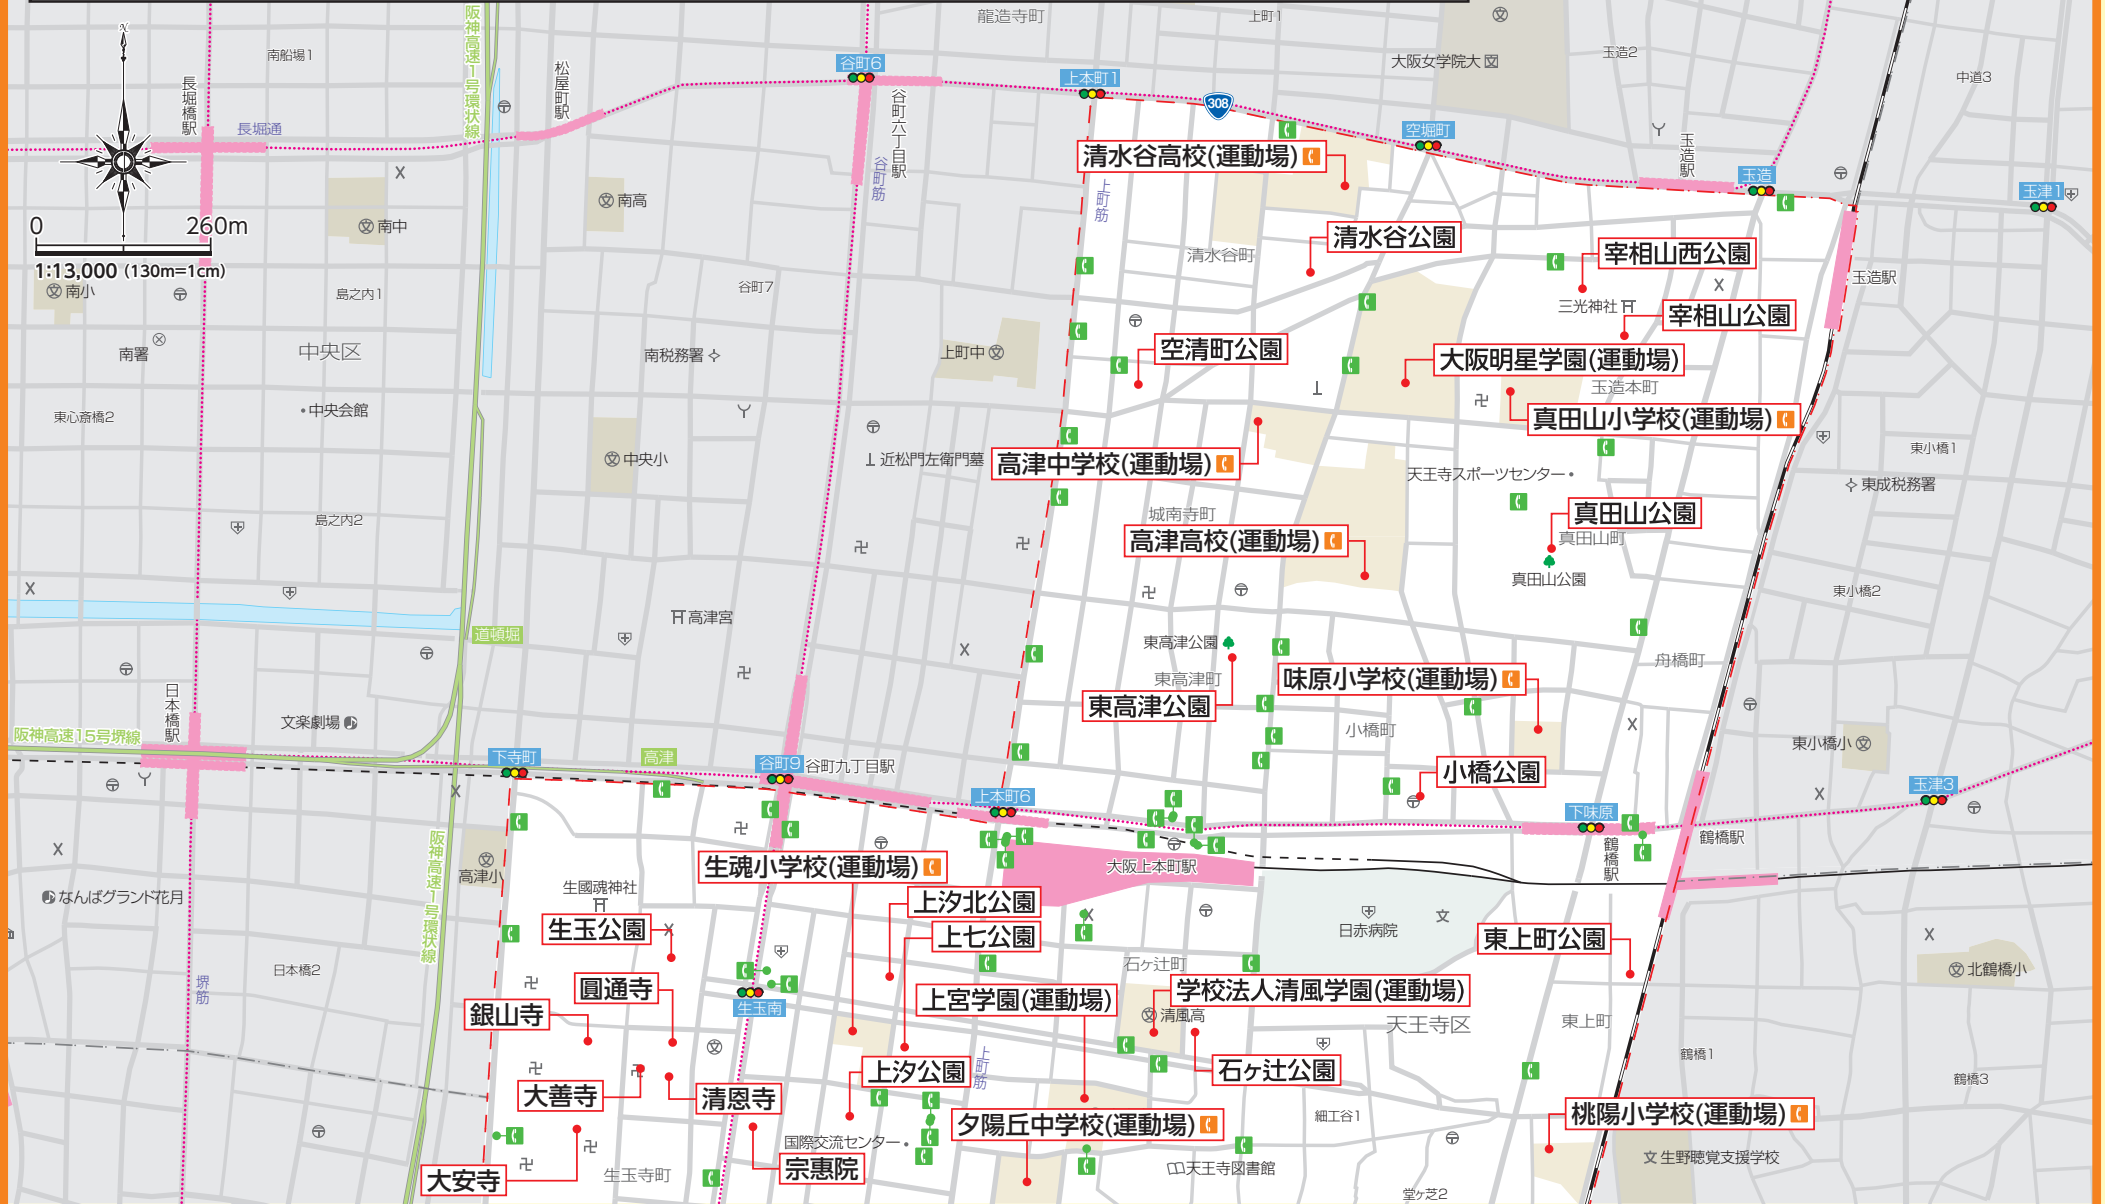 龍造寺町
上町1
阪神高速1号環状線
南船場1
松屋町駅
谷町6
上本町1
大阪女学院大
玉造2
中道3
長堀橋駅
長堀通
谷町六丁目駅
308
空堀町
玉造駅
玉造
玉津1
清水谷高校(運動場)
谷町筋
上町筋
南中
南高
0
260m
1:13,000 (130m=1cm)
清水谷町
清水谷公園
宰相山西公園
玉造駅
南小
島之内1
谷町7
三光神社
宰相山公園
南署
中央区
南税務署
上町中
空清町公園
大阪明星学園(運動場)
玉造本町
東心斎橋2
中央会館
真田山小学校(運動場)
中央小
近松門左衛門墓
高津中学校(運動場)
天王寺スポーツセンター
東小橋1
東成税務署
島之内2
城南寺町
真田山公園
高津高校(運動場)
真田山町
真田山公園
東小橋2
高津宮
道頓堀
東高津公園
東高津町
舟橋町
味原小学校(運動場)
東高津公園
日本橋駅
文楽劇場
小橋町
阪神高速15号堺線
下寺町
高津
谷町9
谷町九丁目駅
東小橋小
小橋公園
上本町6
下味原
玉津3
鶴橋駅
鶴橋駅
阪神高速1号環状線
高津小
生魂小学校(運動場)
大阪上本町駅
なんばグランド花月
生國魂神社
上汐北公園
生玉公園
上七公園
日赤病院
東上町公園
日本橋2
堺筋
石ヶ辻町
北鶴橋小
圓通寺
上宮学園(運動場)
学校法人清風学園(運動場)
銀山寺
生玉南
清風高
天王寺区
東上町
上町筋
鶴橋1
上汐公園
石ヶ辻公園
鶴橋3
大善寺
清恩寺
夕陽丘中学校(運動場)
細工谷1
桃陽小学校(運動場)
国際交流センター
生野聴覚支援学校
大安寺
生玉寺町
宗惠院
天王寺図書館
堂ヶ芝2